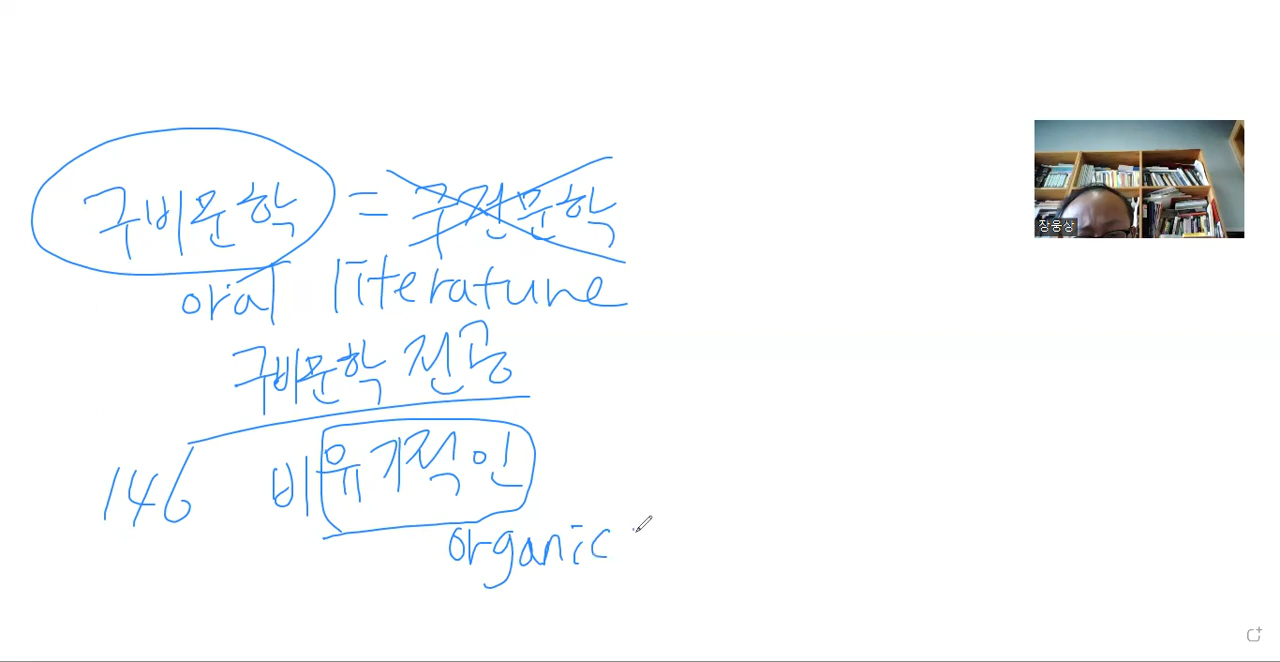 구비문학 = 구전문학
oral literature
구비문학 전공
146 비유기적인
organic
장웅상